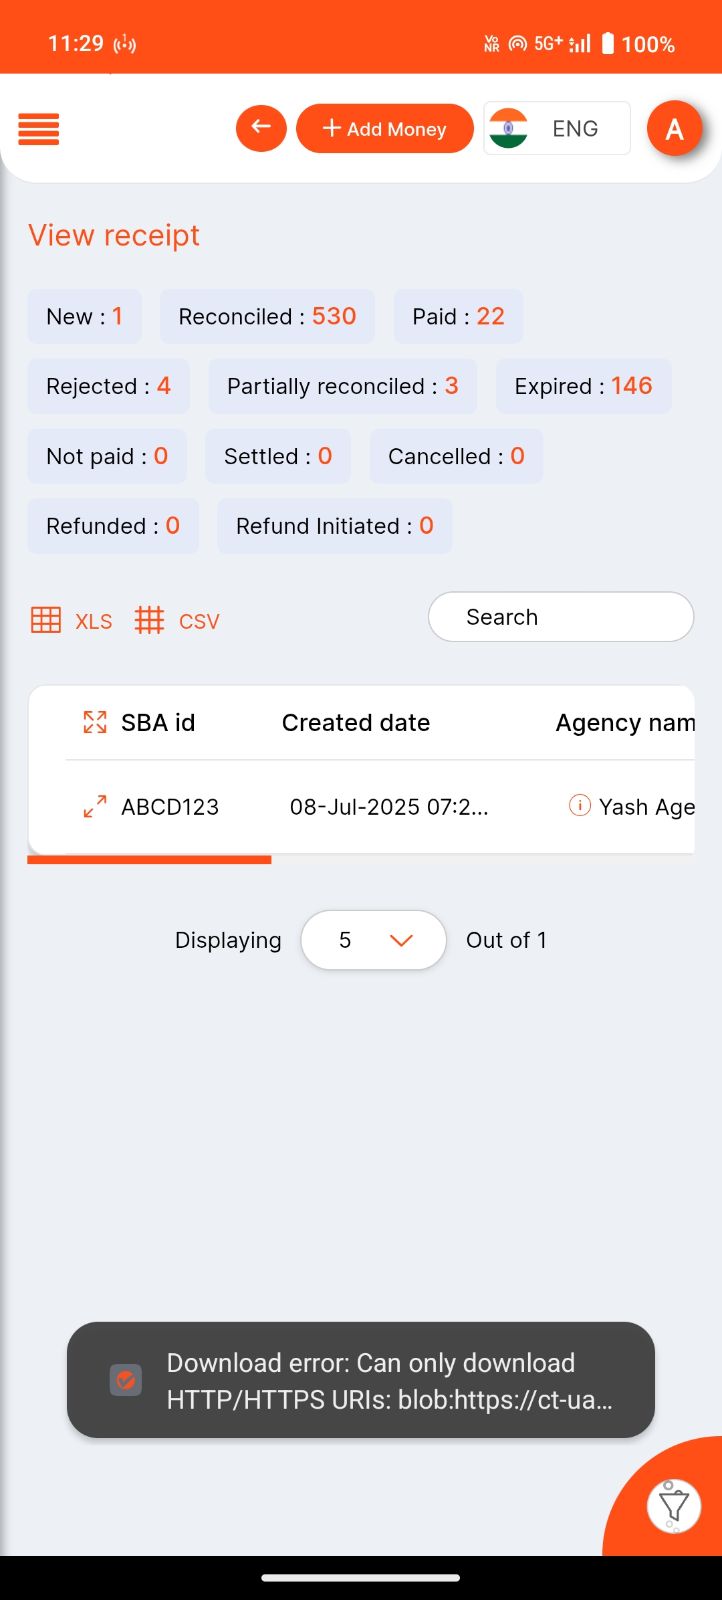 11:29
Vo NR 5G+ 100%
+ Add Money ENG A
View receipt
New : 1 Reconciled : 530 Paid : 22
Rejected : 4 Partially reconciled : 3 Expired : 146
Not paid : 0 Settled : 0 Cancelled : 0
Refunded : 0 Refund Initiated : 0
XLS CSV Search
SBA id Created date Agency nam
ABCD123 08-Jul-2025 07:2... Yash Age
Displaying 5 Out of 1
Download error: Can only download
HTTP/HTTPS URIs: blob:https://ct-ua...